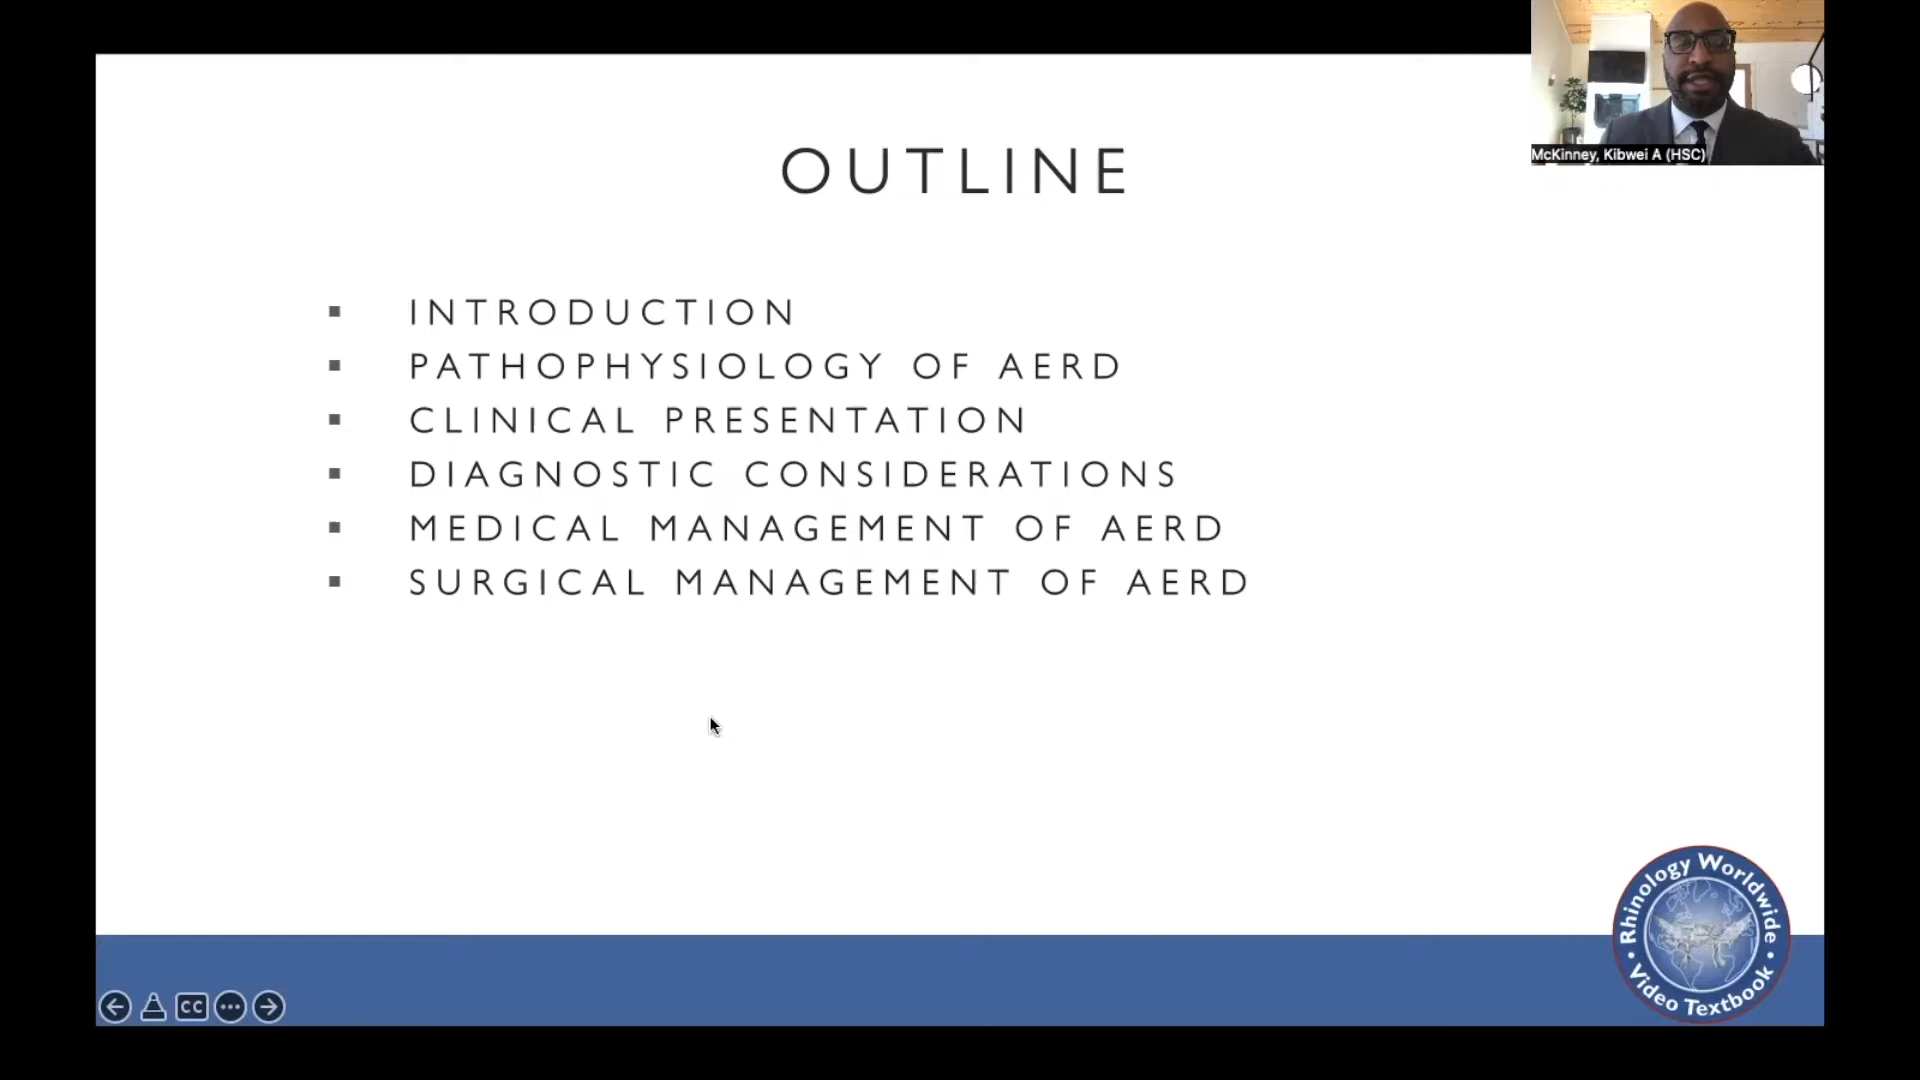 McKinney, Kibwei A (HSC)
OUTLINE
▪ INTRODUCTION
▪ PATHOPHYSIOLOGY OF AERD
▪ CLINICAL PRESENTATION
▪ DIAGNOSTIC CONSIDERATIONS
▪ MEDICAL MANAGEMENT OF AERD
▪ SURGICAL MANAGEMENT OF AERD
Rhinology Worldwide
• Video Textbook •
CC